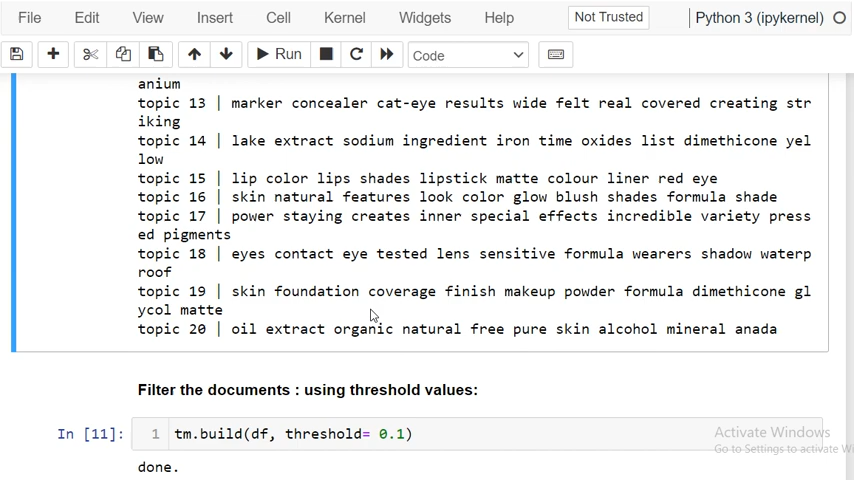 File Edit View Insert Cell Kernel Widgets Help Not Trusted Python 3 (ipykernel)
Run Code
anium
topic 13 | marker concealer cat-eye results wide felt real covered creating str
iking
topic 14 | lake extract sodium ingredient iron time oxides list dimethicone yel
low
topic 15 | lip color lips shades lipstick matte colour liner red eye
topic 16 | skin natural features look color glow blush shades formula shade
topic 17 | power staying creates inner special effects incredible variety press
ed pigments
topic 18 | eyes contact eye tested lens sensitive formula wearers shadow waterp
roof
topic 19 | skin foundation coverage finish makeup powder formula dimethicone gl
ycol matte
topic 20 | oil extract organic natural free pure skin alcohol mineral anada
Filter the documents : using threshold values:
In [11]: 1 tm.build(df, threshold= 0.1)
Activate Windows
Go to Settings to activate Wi
done.